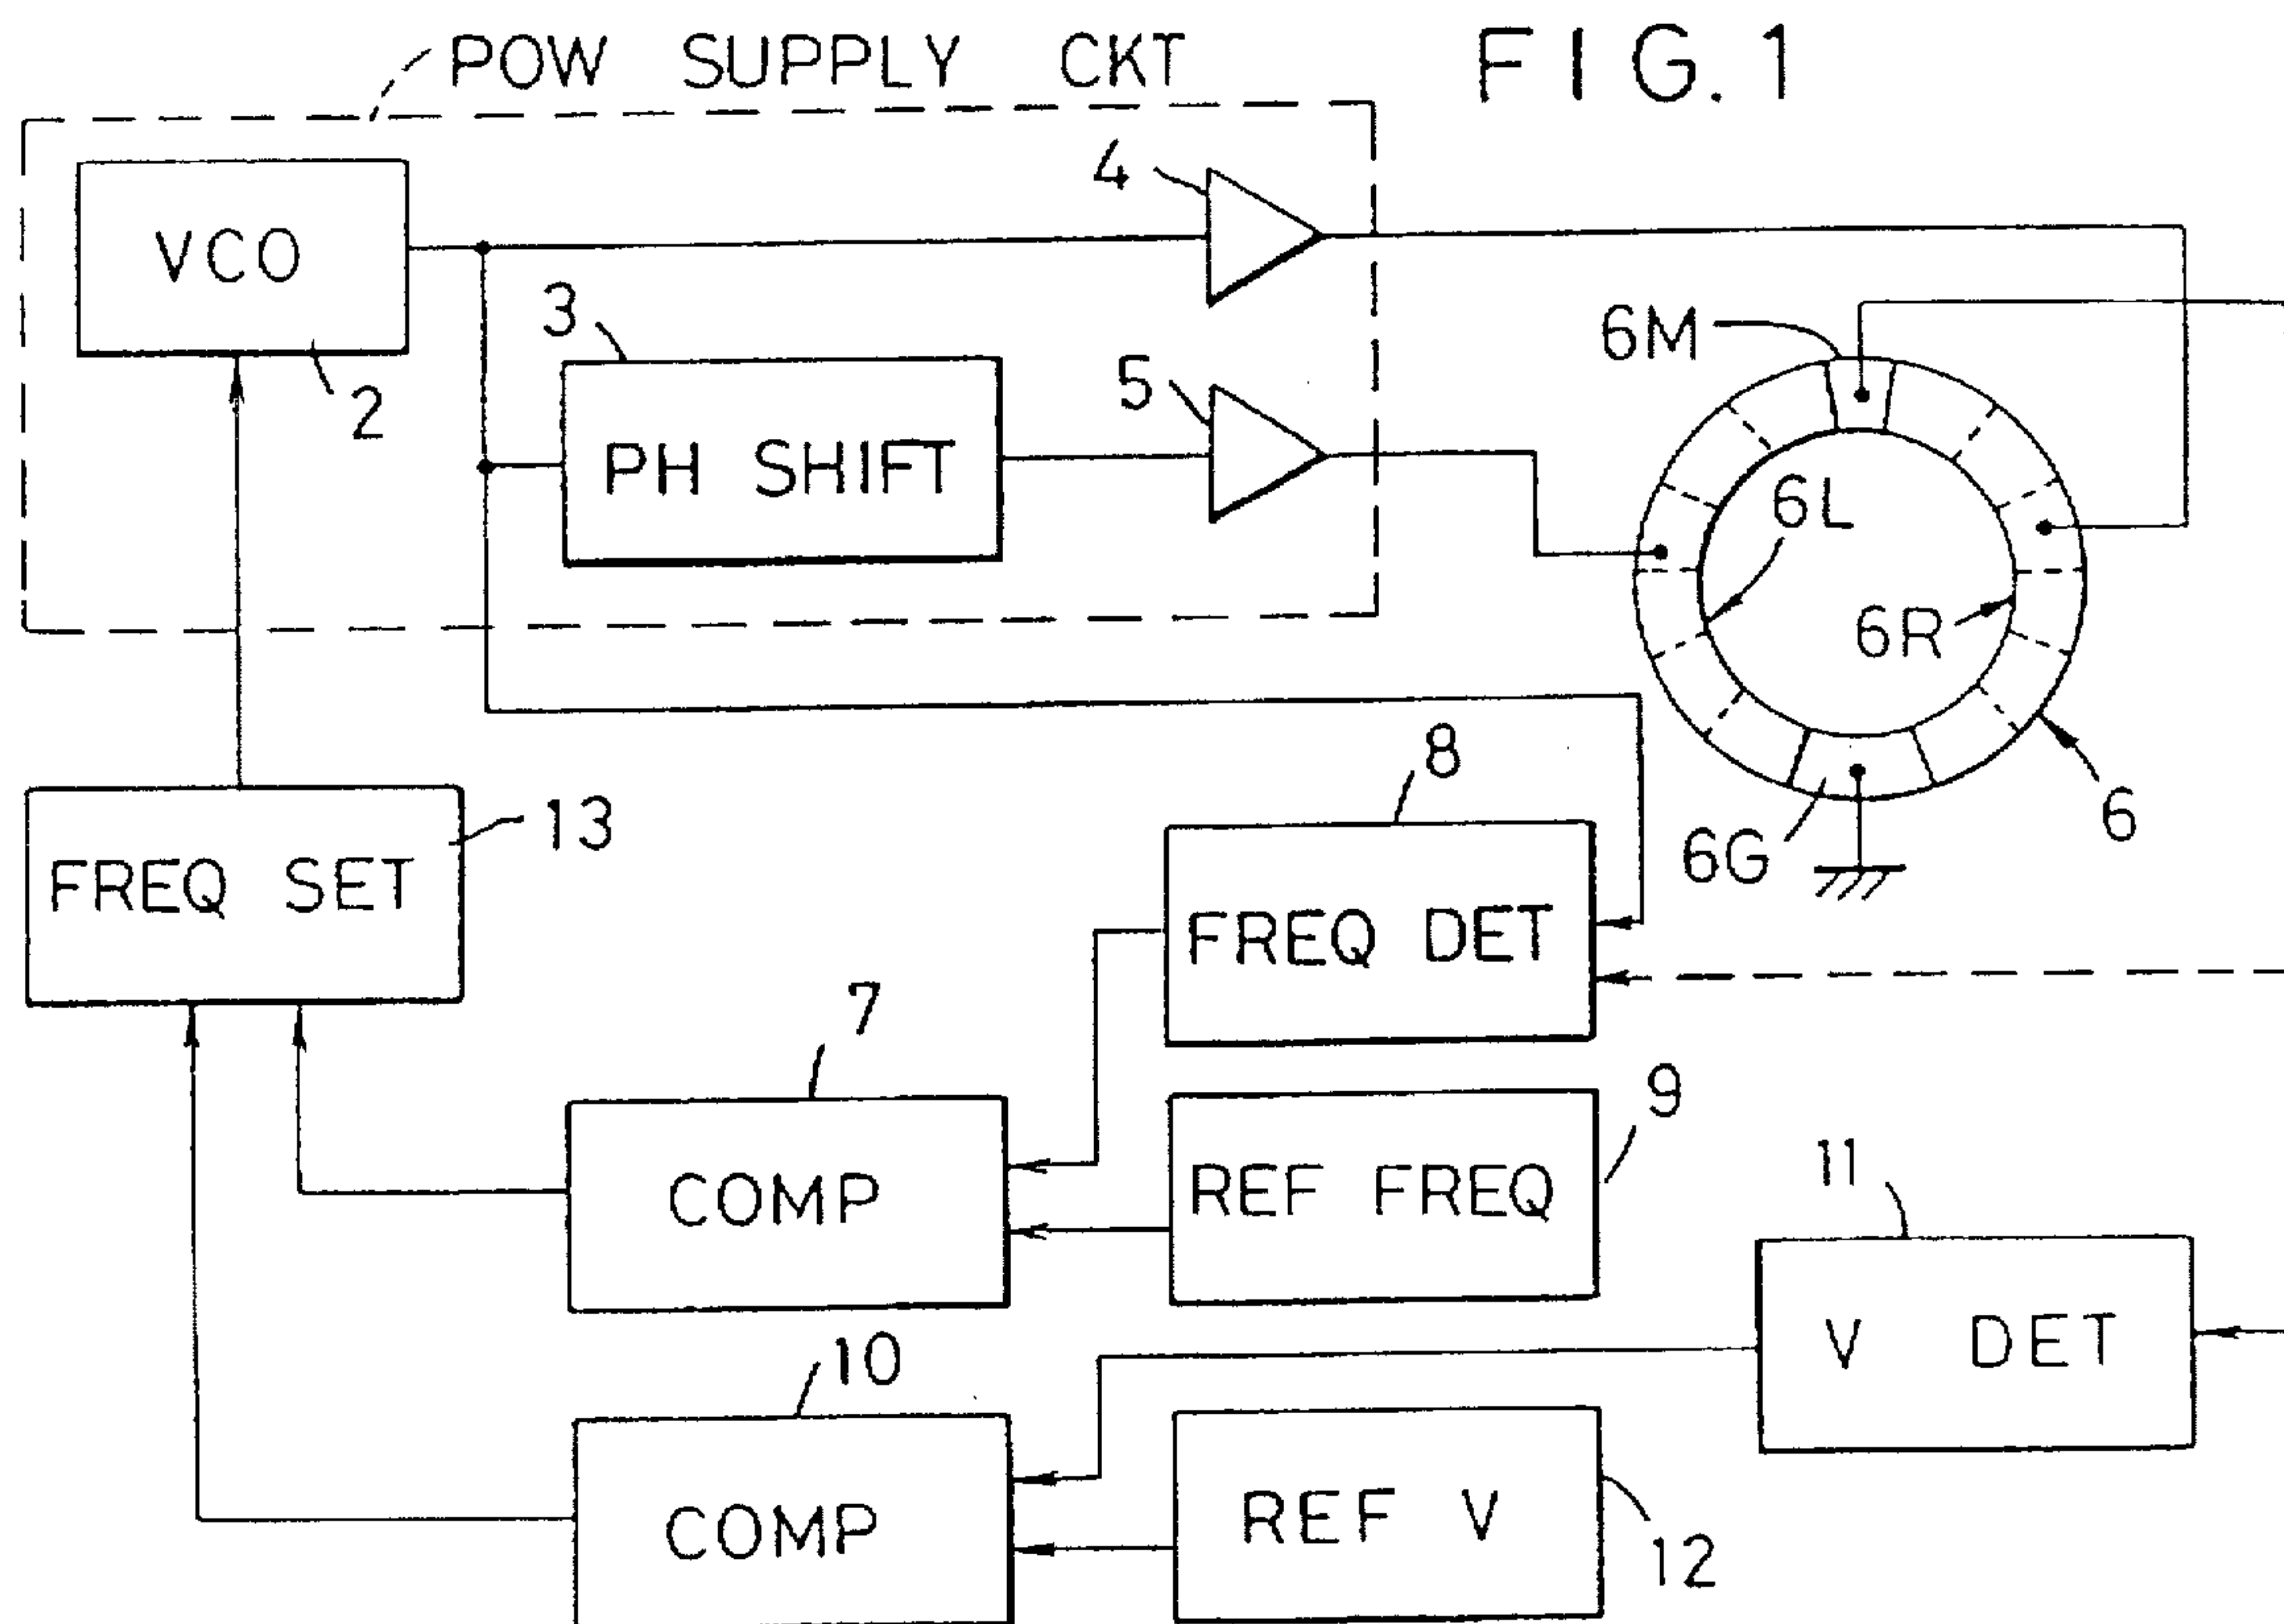 POW SUPPLY CKT
FIG. 1
4
VCO
3
6M
2
5
PH SHIFT
6L
6R
8
13
6
6G
FREQ SET
FREQ DET
7
9
REF FREQ
11
COMP
10
V DET
REF V
COMP
12